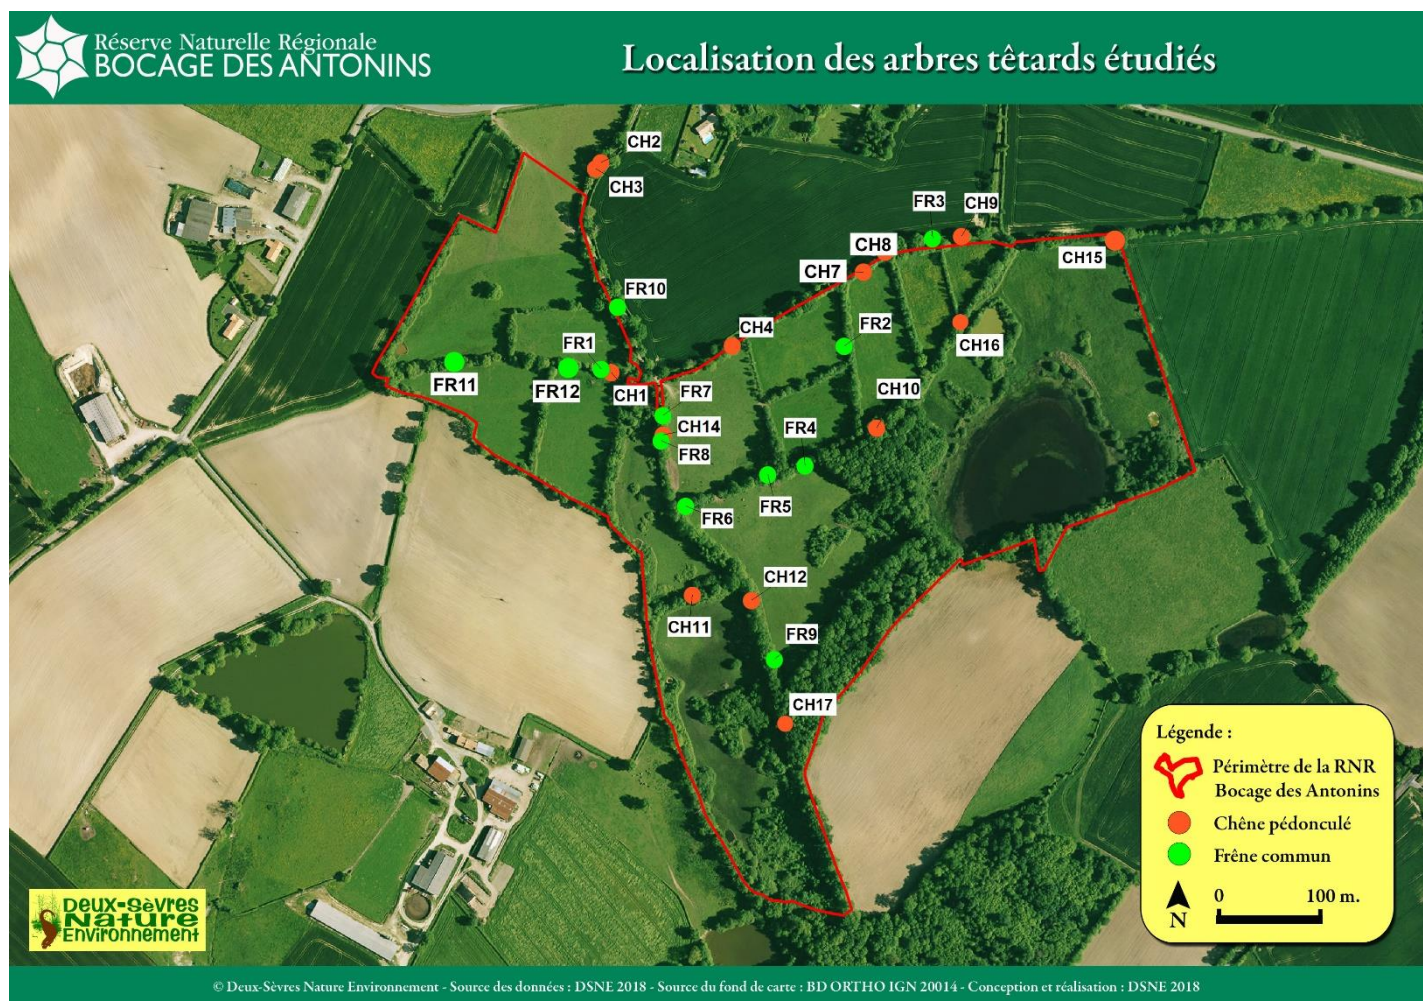 Réserve Naturelle Régionale
BOCAGE DES ANTONINS
Localisation des arbres têtards étudiés
CH2
CH3
FR3
CH9
CH8
CH7
CH15
FR10
CH4
FR2
CH16
FR1
FR11
FR12
CH1
FR7
CH10
CH14
FR8
FR4
FR5
FR6
CH12
CH11
FR9
CH17
Légende :
Périmètre de la RNR
Bocage des Antonins
Chêne pédonculé
Frêne commun
0 100 m.
N
Deux-Sèvres
Nature
Environnement
© Deux-Sèvres Nature Environnement - Source des données : DSNE 2018 - Source du fond de carte : BD ORTHO IGN 20014 - Conception et réalisation : DSNE 2018